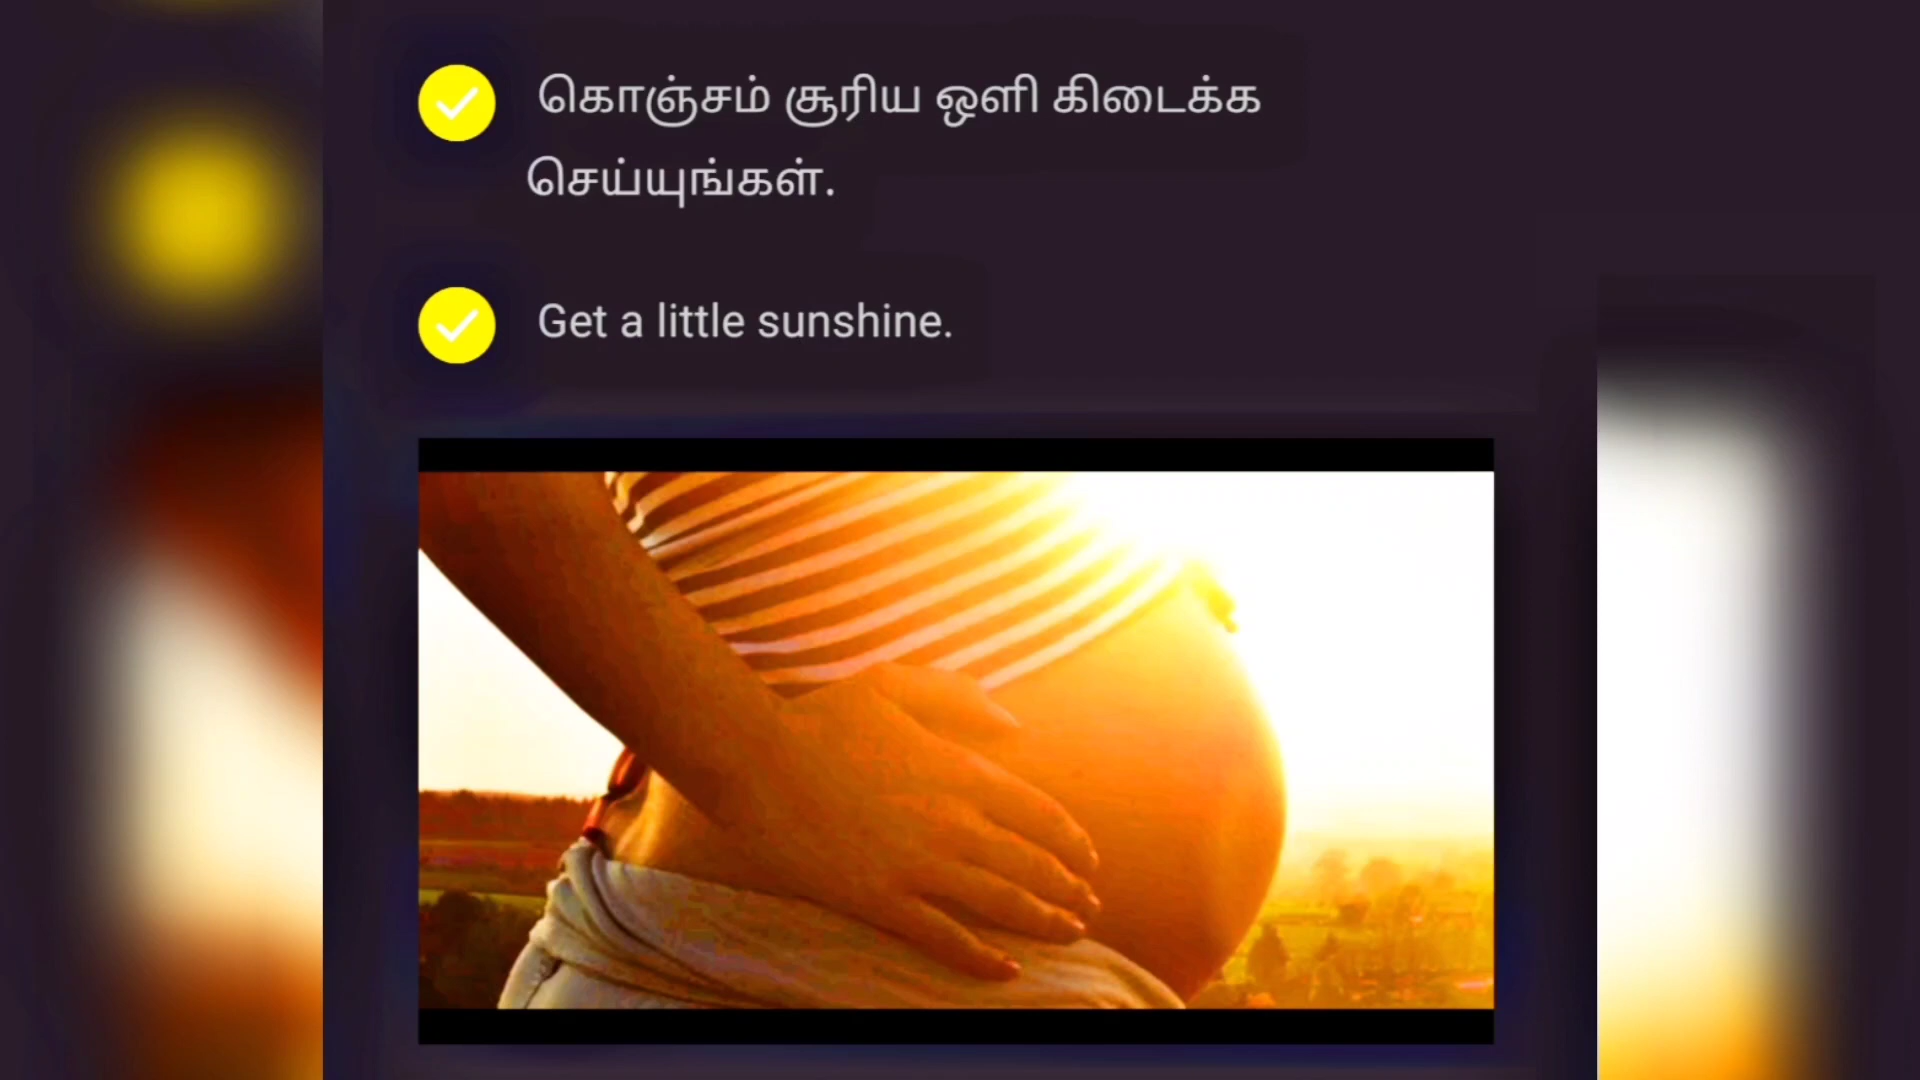 கொஞ்சம் சூரிய ஒளி கிடைக்க
செய்யுங்கள்.
Get a little sunshine.